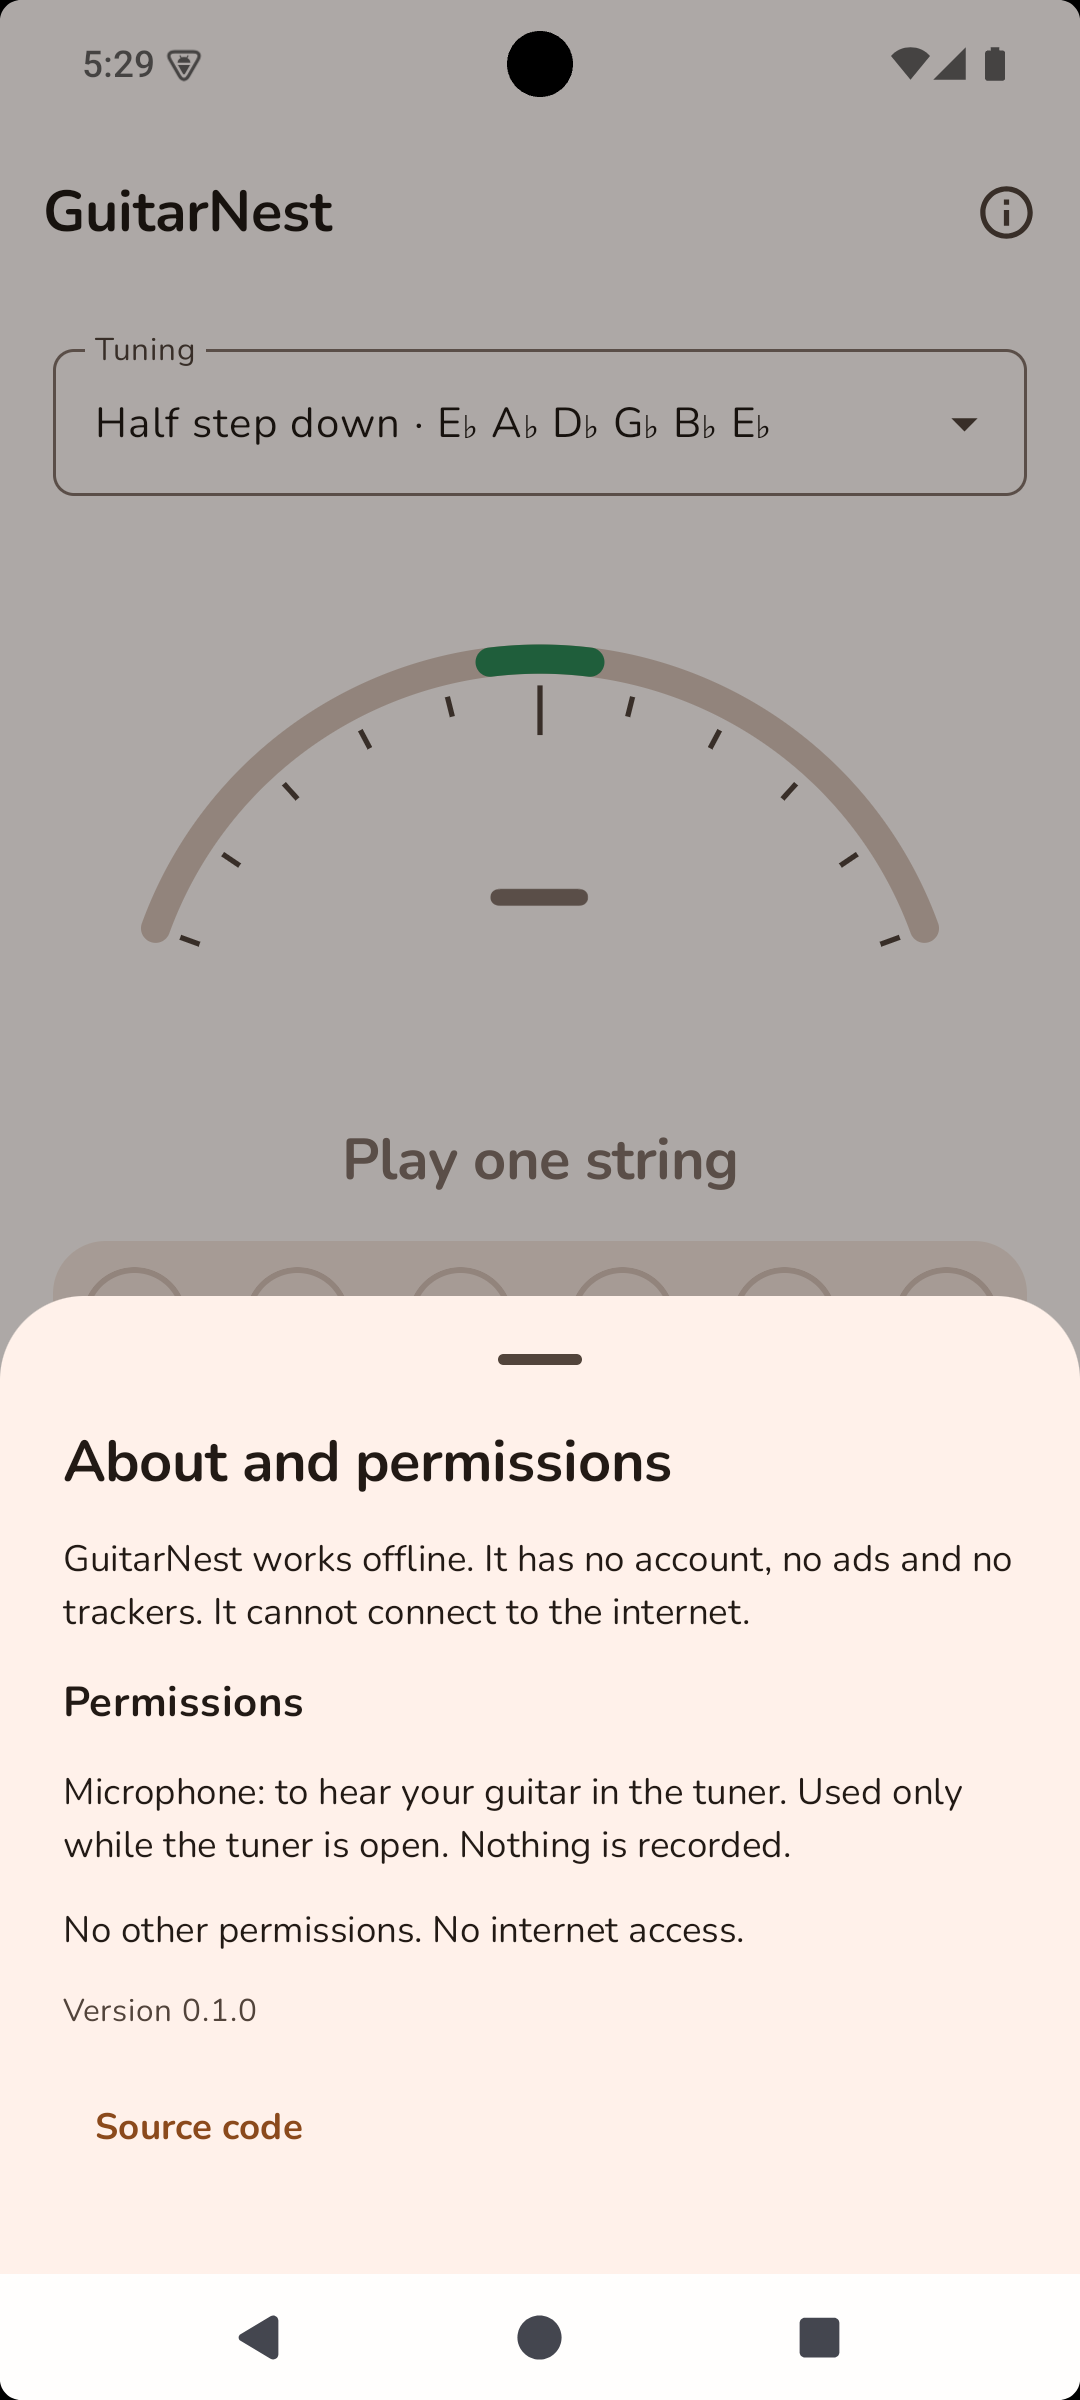 5:29
GuitarNest
Tuning
Half step down · E♭ A♭ D♭ G♭ B♭ E♭
Play one string
About and permissions
GuitarNest works offline. It has no account, no ads and no
trackers. It cannot connect to the internet.
Permissions
Microphone: to hear your guitar in the tuner. Used only
while the tuner is open. Nothing is recorded.
No other permissions. No internet access.
Version 0.1.0
Source code